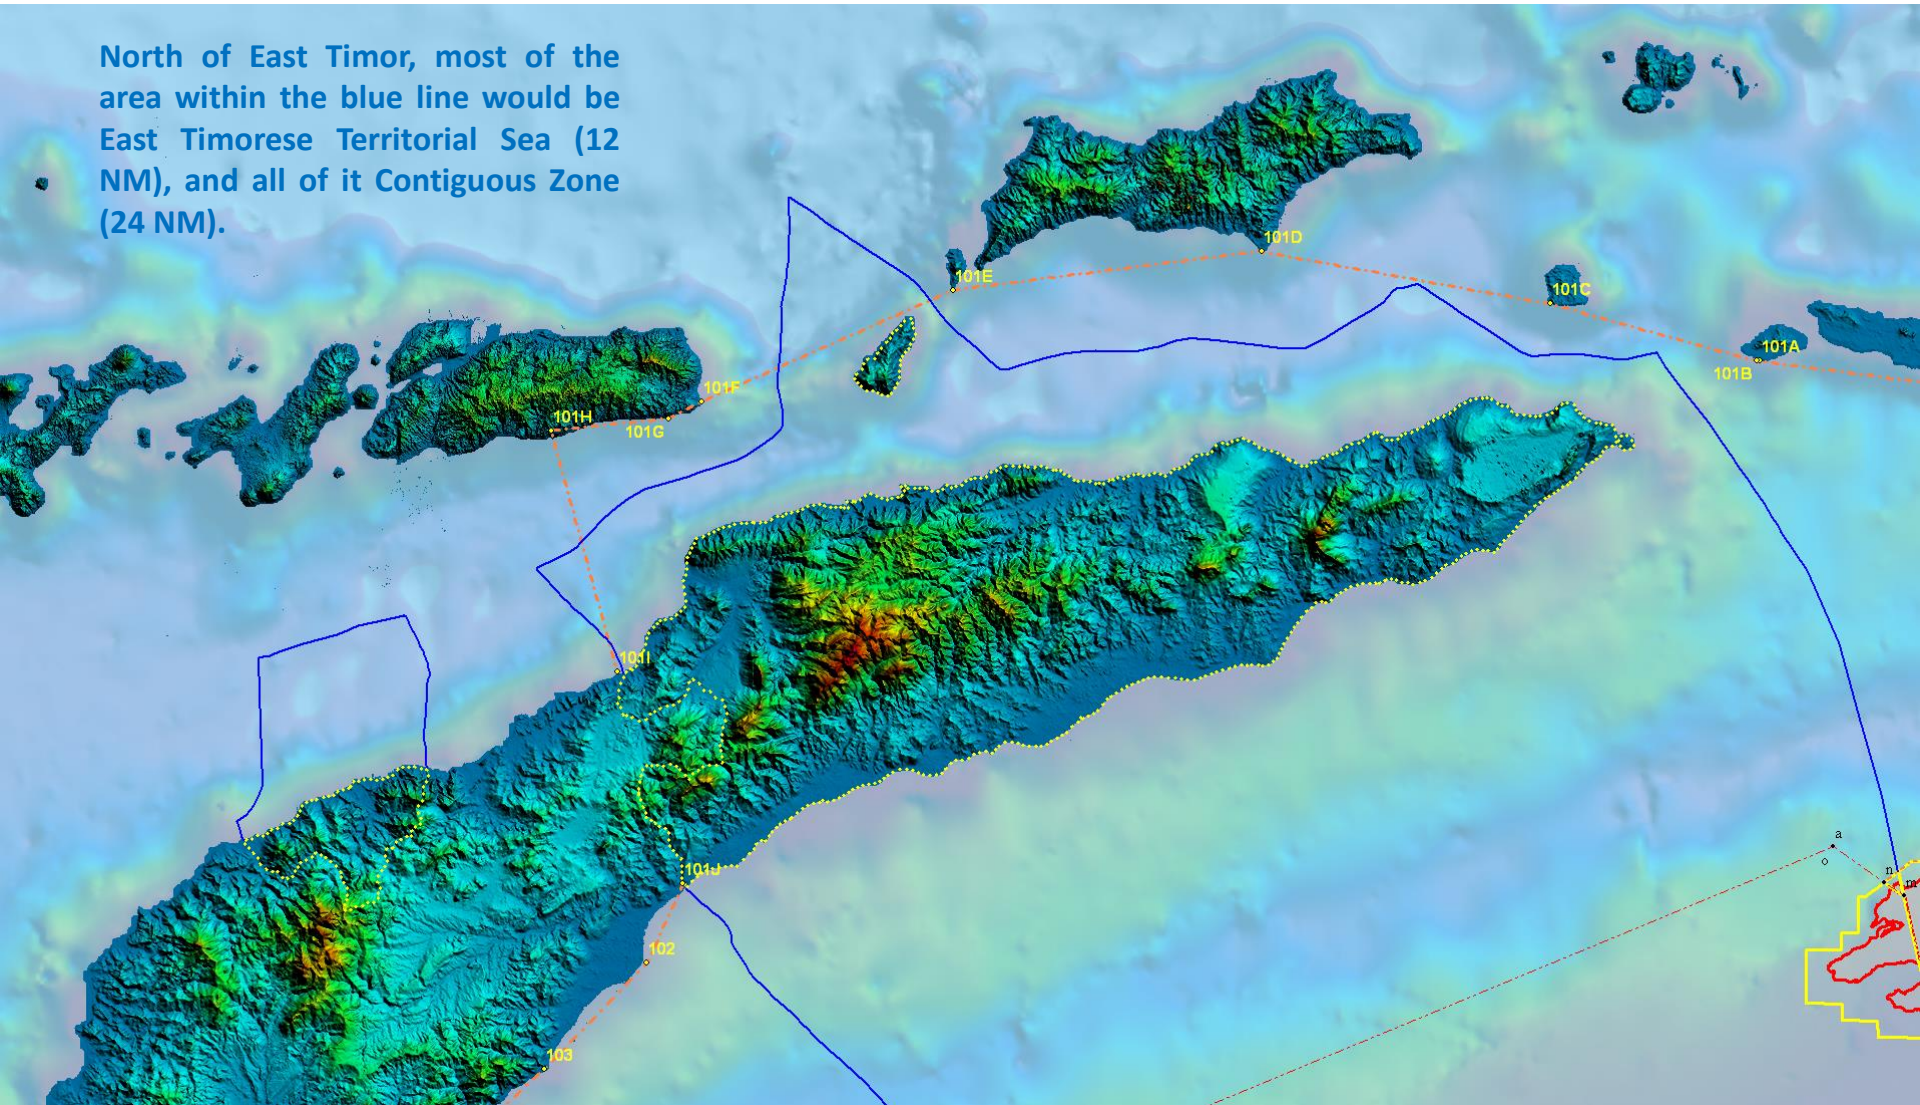 North of East Timor, most of the
area within the blue line would be
East Timorese Territorial Sea (12
NM), and all of it Contiguous Zone
(24 NM).
101D
101E
101C
101A
101B
101F
101H
101G
101I
101J
102
103
a
o
n
m